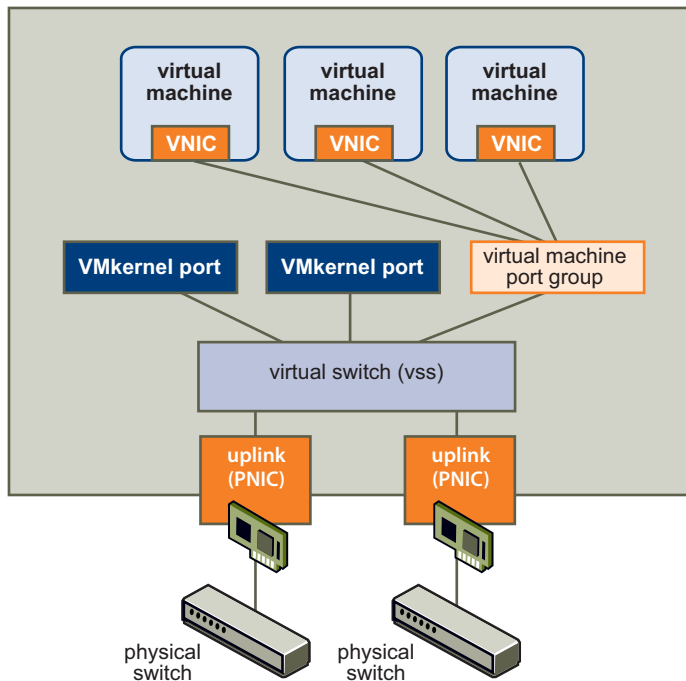 virtual
machine
virtual
machine
virtual
machine
VNIC
VNIC
VNIC
VMkernel port
VMkernel port
virtual machine
port group
virtual switch (vss)
uplink
(PNIC)
uplink
(PNIC)
physical
switch
physical
switch